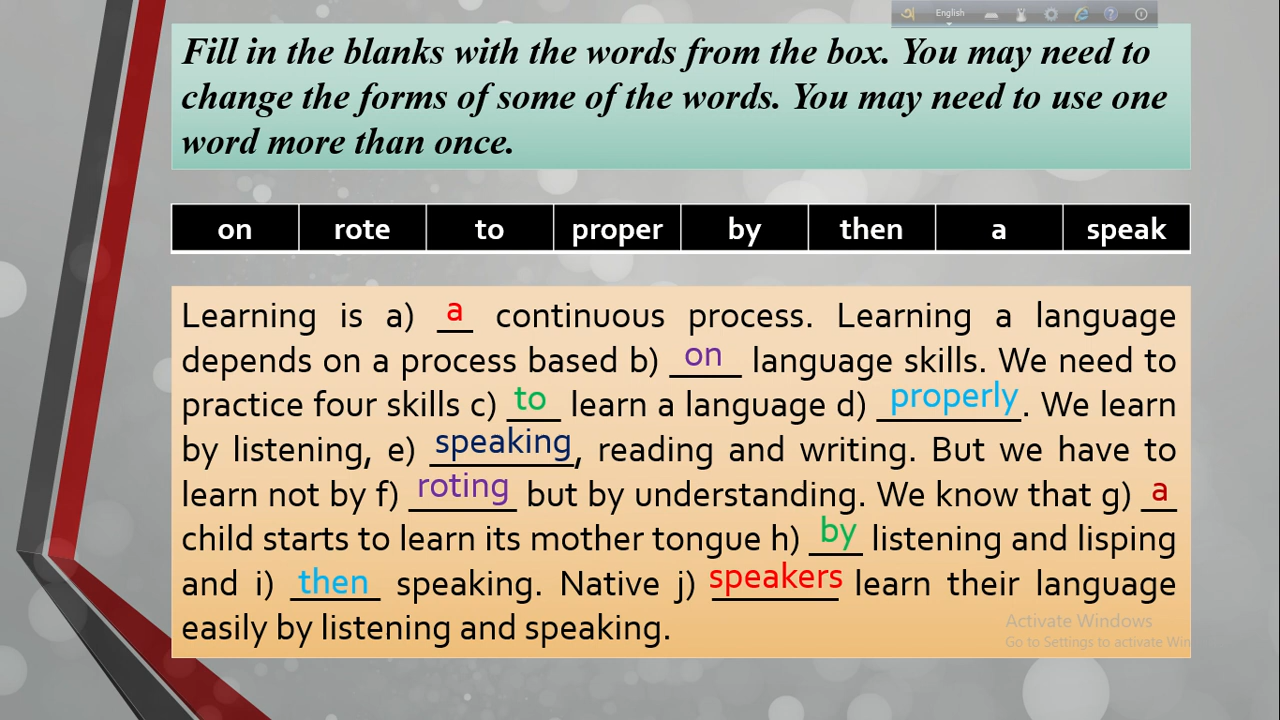 English
Fill in the blanks with the words from the box. You may need to
change the forms of some of the words. You may need to use one
word more than once.
on rote to proper by then a speak
Learning is a) a continuous process. Learning a language
depends on a process based b) on language skills. We need to
practice four skills c) to learn a language d) properly. We learn
by listening, e) speaking, reading and writing. But we have to
learn not by f) roting but by understanding. We know that g) a
child starts to learn its mother tongue h) by listening and lisping
and i) then speaking. Native j) speakers learn their language
easily by listening and speaking.
Activate Windows
Go to Settings to activate Win